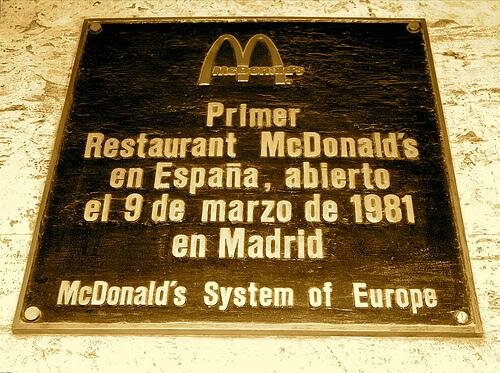 McDonald's
Primer
Restaurant McDonald's
en España, abierto
el 9 de marzo de 1981
en Madrid
McDonald's System of Europe